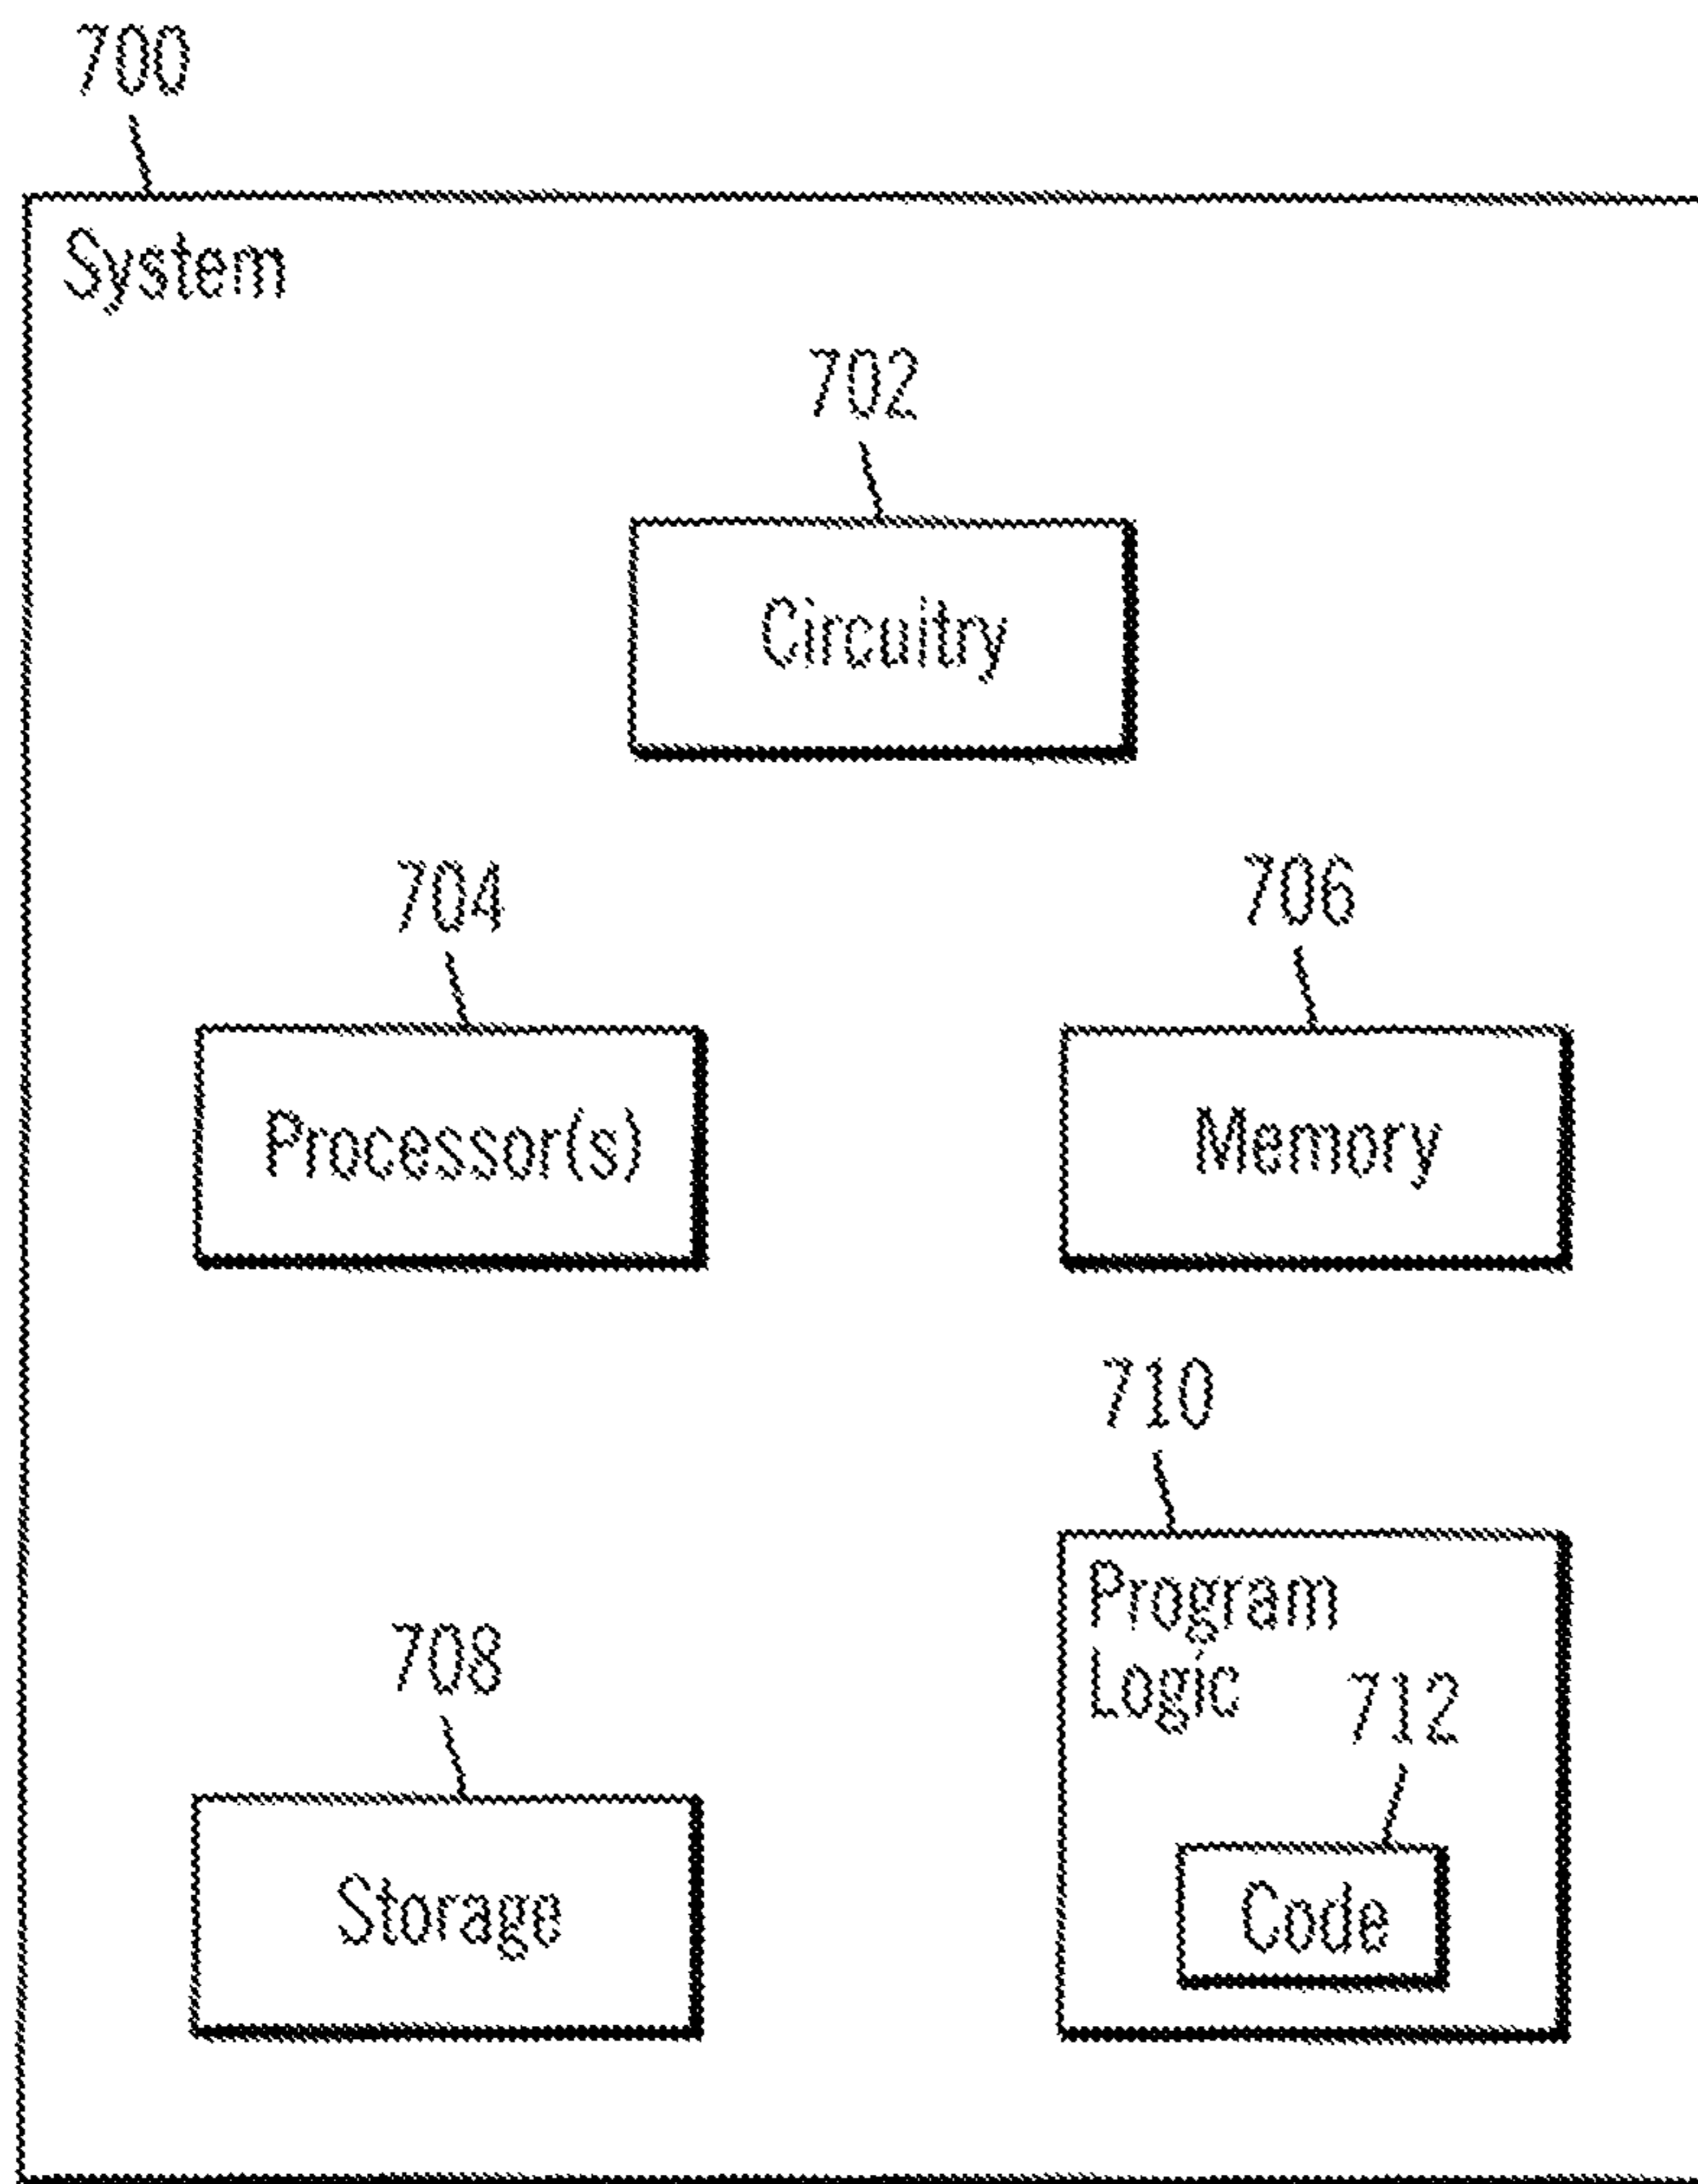 700
System
702
Circuitry
704
706
Processor(s)
Memory
710
Program
Logic
708
712
Storage
Code